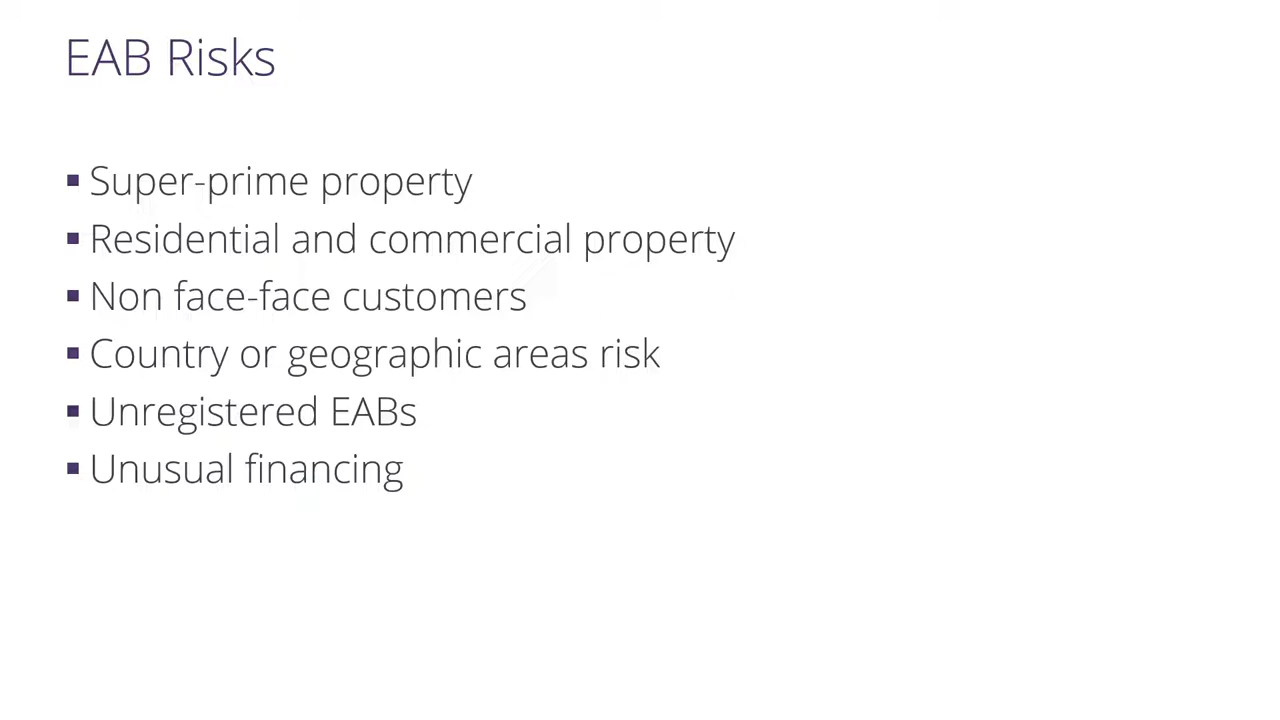 EAB Risks
▪ Super-prime property
▪ Residential and commercial property
▪ Non face-face customers
▪ Country or geographic areas risk
▪ Unregistered EABs
▪ Unusual financing